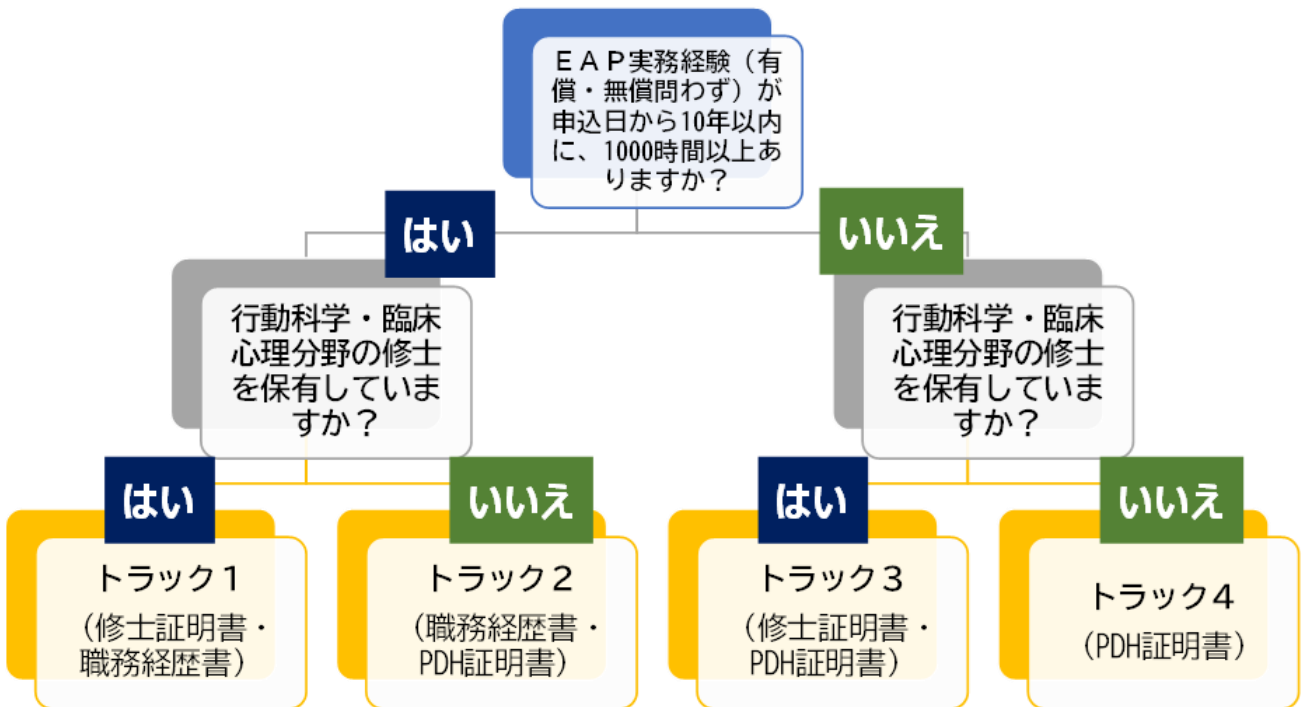 ＥＡＰ実務経験（有
償・無償問わず）が
申込日から10年以内
に、1000時間以上あ
りますか？
はい
いいえ
行動科学・臨床
心理分野の修士
を保有していま
すか？
行動科学・臨床
心理分野の修士
を保有していま
すか？
はい
いいえ
はい
いいえ
トラック１
（修士証明書・
職務経歴書）
トラック２
（職務経歴書・
PDH証明書）
トラック３
（修士証明書・
PDH証明書）
トラック４
（PDH証明書）